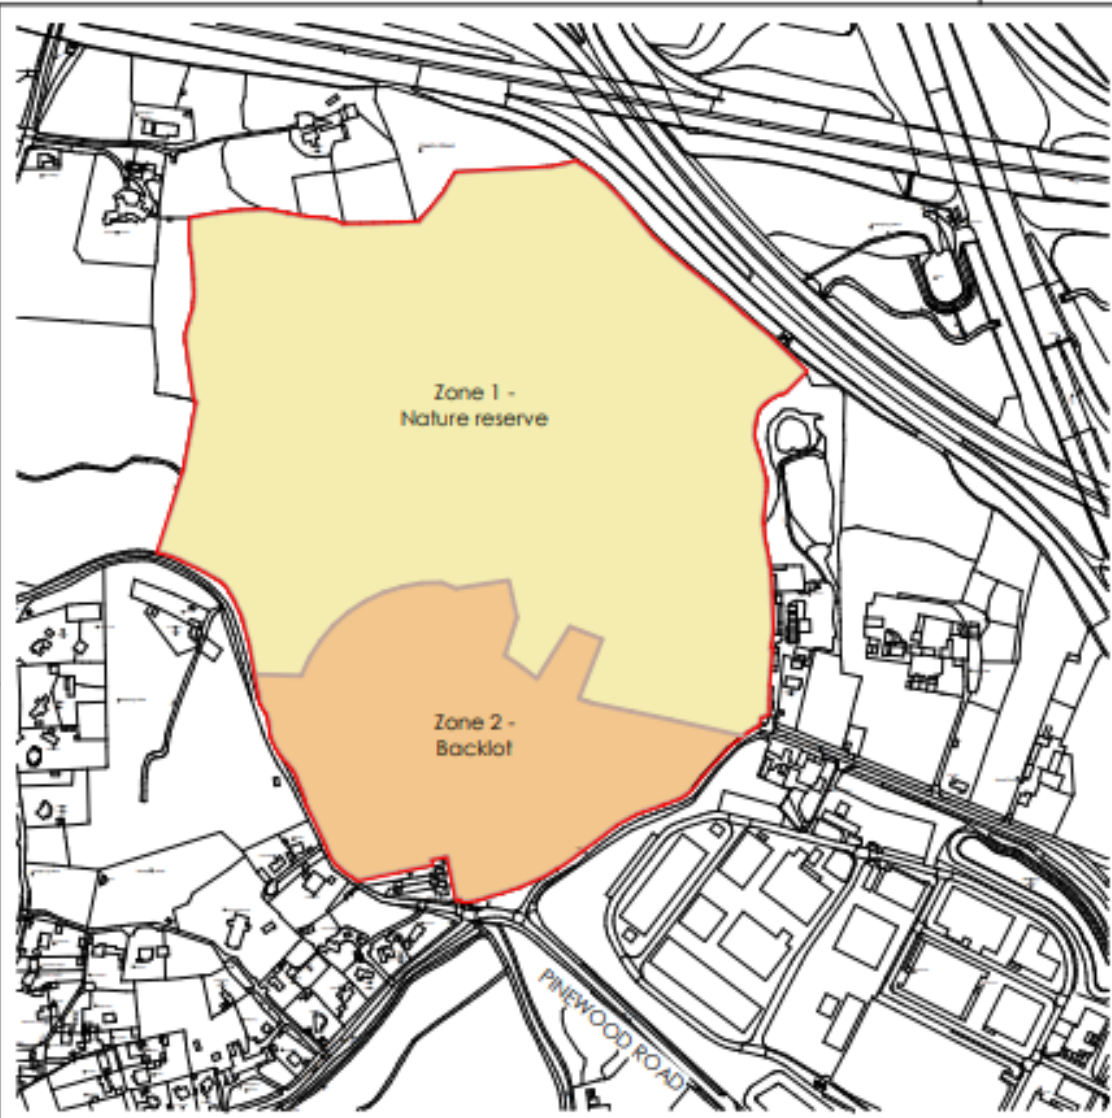 Zone 1 -
Nature reserve
Zone 2 -
Backlot
PINEWOOD ROAD